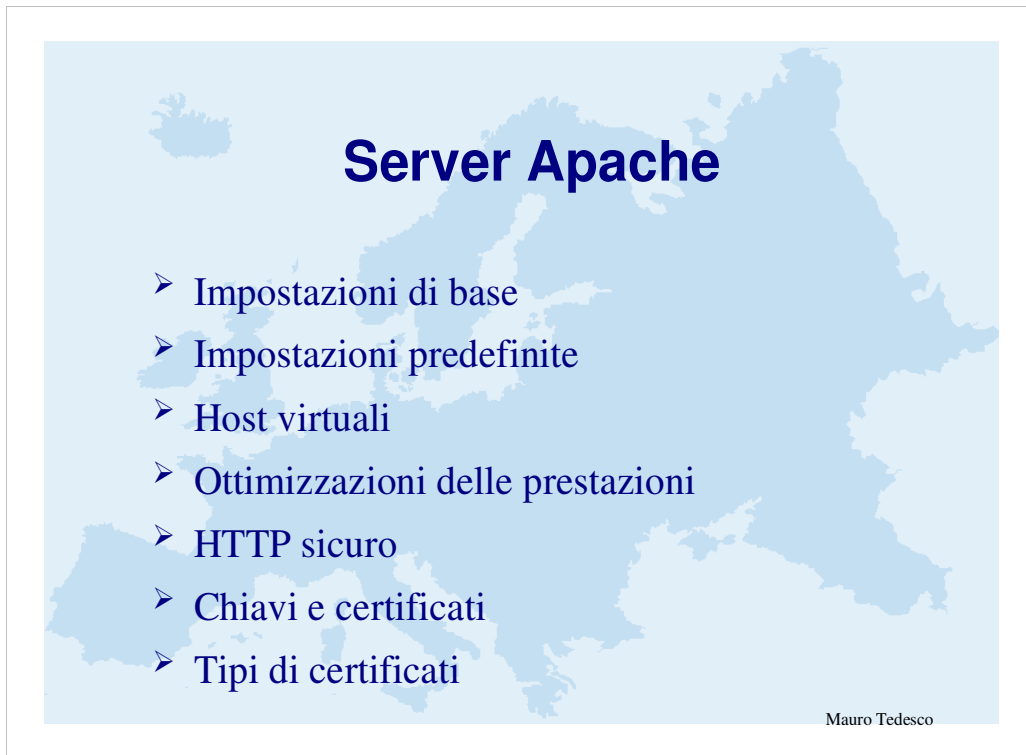 Server Apache
➢ Impostazioni di base
➢ Impostazioni predefinite
➢ Host virtuali
➢ Ottimizzazioni delle prestazioni
➢ HTTP sicuro
➢ Chiavi e certificati
➢ Tipi di certificati
Mauro Tedesco